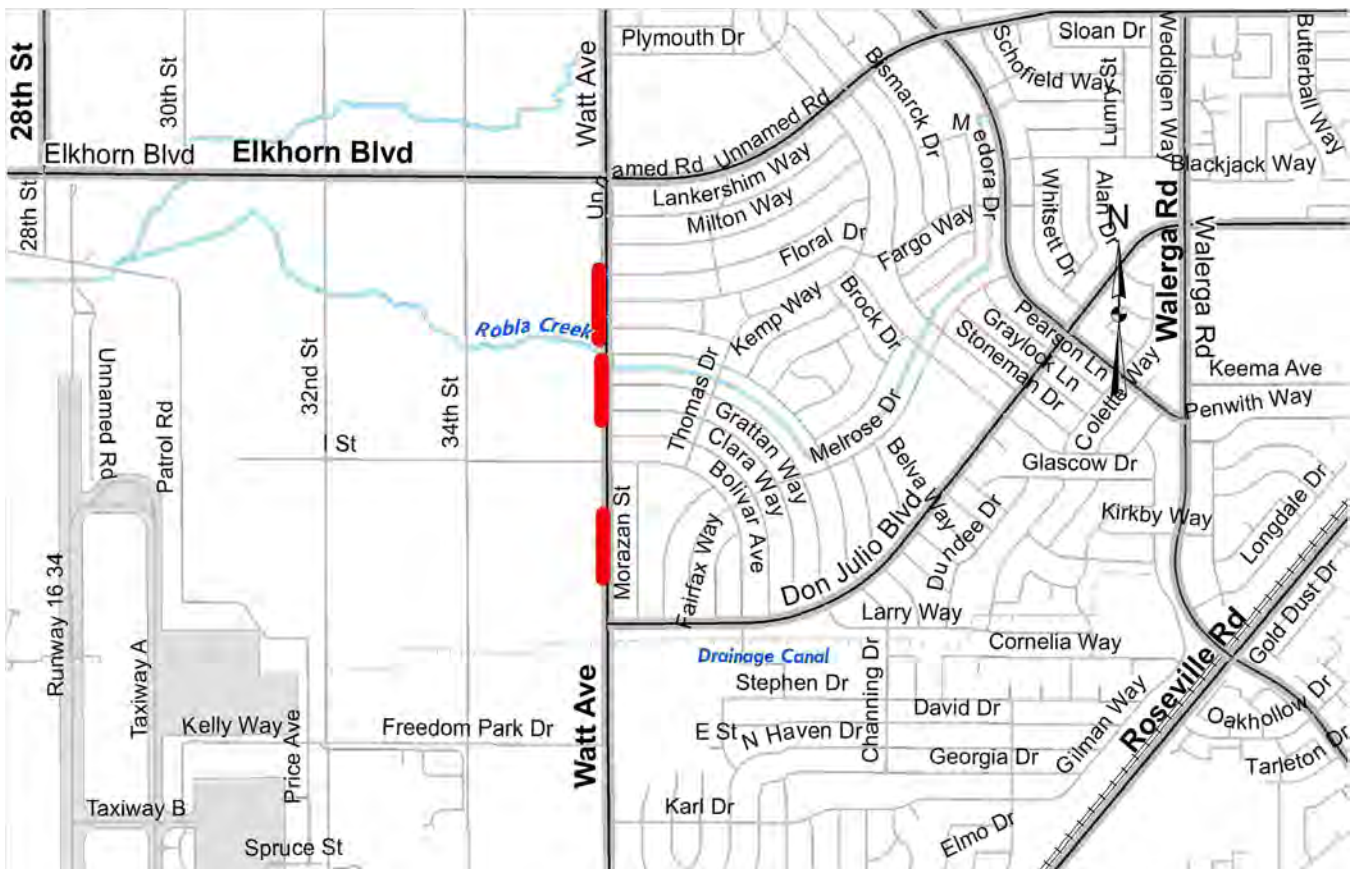 28th St
30th St
Watt Ave
Plymouth Dr
Bismarck Dr
Schofield Way
Sloan Dr
Lumry St
Weddigen Way
Butterball Way
Elkhorn Blvd
Elkhorn Blvd
Unnamed Rd
amed Rd
Un
Lankershim Way
Milton Way
Medora Dr
Blackjack Way
Whitsett Dr
Alan Dr
N
28th St
Floral Dr
Fargo Way
Walerga Rd
Walerga Rd
Robla Creek
Kemp Way
Brock Dr
Pearson Ln
Graylock Ln
Stoneman Dr
Colette Way
Keema Ave
Penwith Way
Unnamed Rd
Patrol Rd
32nd St
34th St
Thomas Dr
Melrose Dr
I St
Grattan Way
Clara Way
Bolivar Ave
Belva Way
Glascow Dr
Longdale Dr
Kirkby Way
Morazan St
Fairfax Way
Don Julio Blvd
Dundee Dr
Runway 16 34
Taxiway A
Larry Way
Cornelia Way
Gold Dust Dr
Roseville Rd
Watt Ave
Drainage Canal
Stephen Dr
Channing Dr
David Dr
Gilman Way
Oakhollow Dr
Tarleton Dr
Kelly Way
Price Ave
Freedom Park Dr
E St
N Haven Dr
Georgia Dr
Taxiway B
Karl Dr
Elmo Dr
Spruce St